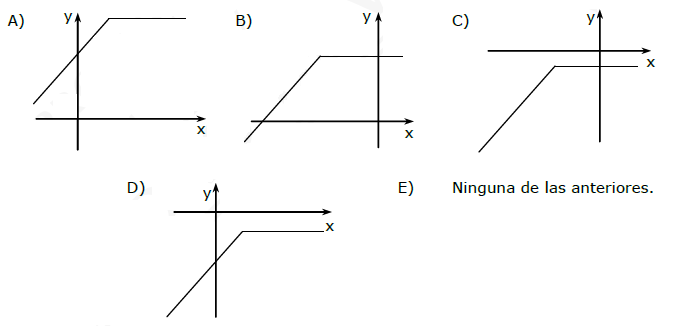 A) y x B) y x C) y x
D) y x E) Ninguna de las anteriores.